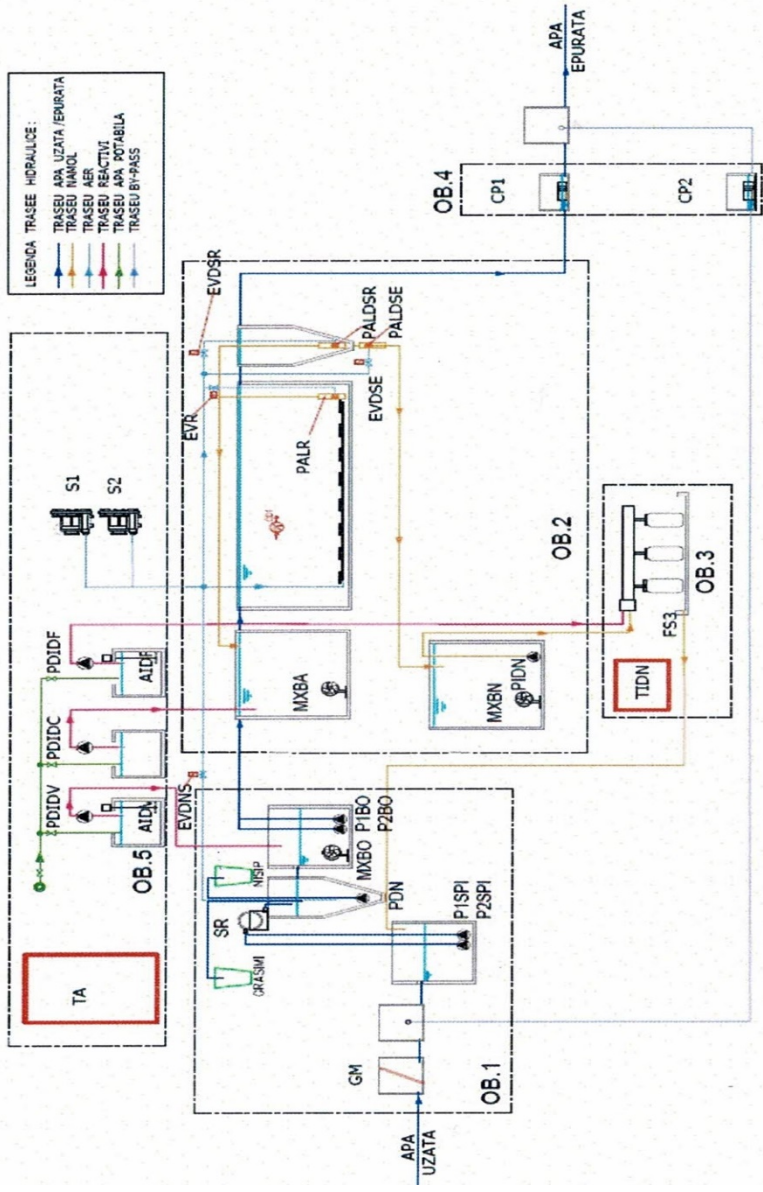 LEGENDA TRASEE HIDRAULICE:
TRASEU APA UZATA/EPURATA
TRASEU NAMOL
TRASEU AER
TRASEU REACTIVI
TRASEU APA POTABILA
TRASEU BY-PASS
TA
OB.5
PDIDV
PDIDC
PDIDF
AIDV
AIDF
S1
S2
EVDNS
EVR
EVDSR
PALDSR
PALDSE
EVDSE
PALR
MXBA
MXBN
PIDN
OB.2
GRASIMI
SR
NISIP
MXBO
P1BO
P2BO
PDN
P1SPI
P2SPI
GM
OB.1
APA
UZATA
TIDN
FS3
OB.3
OB.4
CP1
CP2
APA
EPURATA